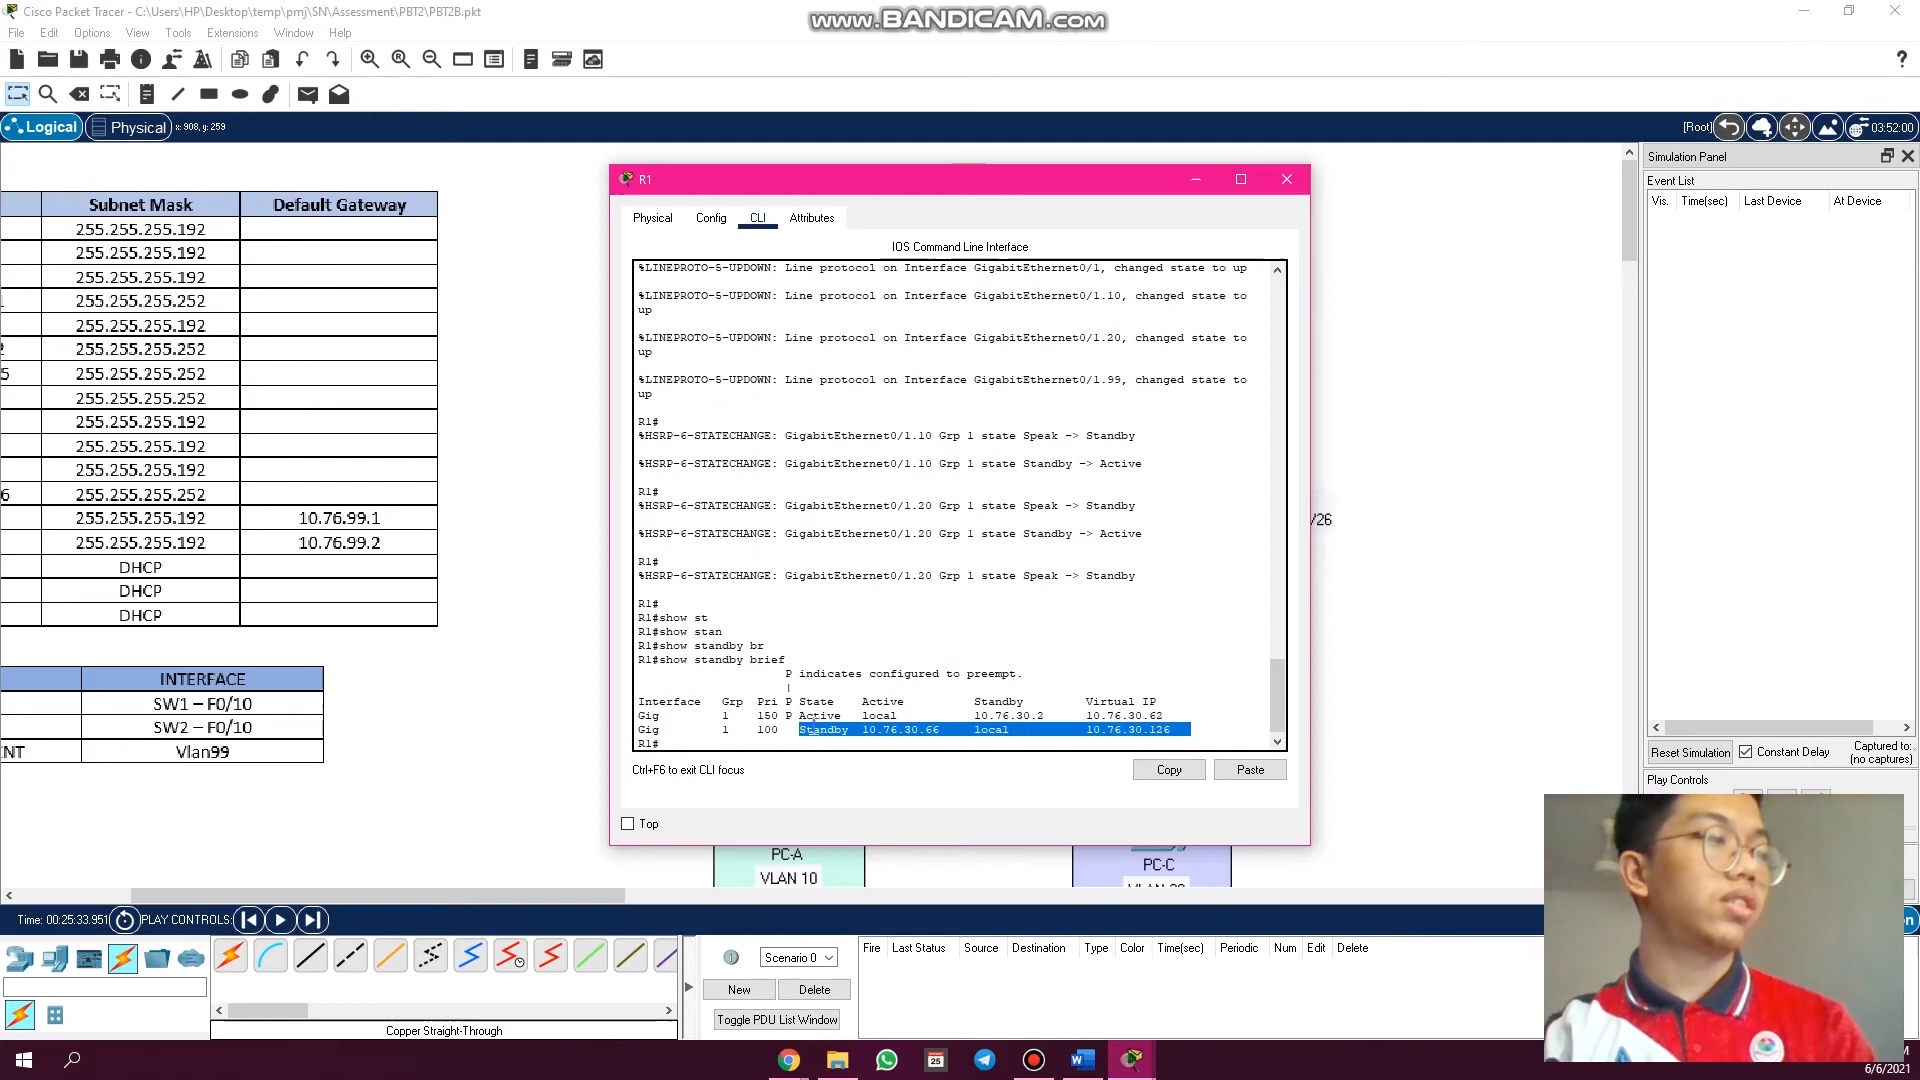 Cisco Packet Tracer - C:\Users\HP\Desktop\temp\pmj\SN\Assessment\PBT2\PBT2B.pkt
www.BANDICAM.com
File Edit Options View Tools Extensions Window Help
Logical Physical x: 908, y: 259
[Root] 03:52:00
Subnet Mask Default Gateway
255.255.255.192
255.255.255.192
255.255.255.192
255.255.255.252
255.255.255.192
255.255.255.252
255.255.255.252
255.255.255.252
255.255.255.192
255.255.255.192
255.255.255.192
255.255.255.252
255.255.255.192 10.76.99.1
255.255.255.192 10.76.99.2
DHCP
DHCP
DHCP
INTERFACE
SW1 – F0/10
SW2 – F0/10
NT Vlan99
R1
Physical Config CLI Attributes
IOS Command Line Interface
%LINEPROTO-5-UPDOWN: Line protocol on Interface GigabitEthernet0/1, changed state to up
%LINEPROTO-5-UPDOWN: Line protocol on Interface GigabitEthernet0/1.10, changed state to
up
%LINEPROTO-5-UPDOWN: Line protocol on Interface GigabitEthernet0/1.20, changed state to
up
%LINEPROTO-5-UPDOWN: Line protocol on Interface GigabitEthernet0/1.99, changed state to
up
R1#
%HSRP-6-STATECHANGE: GigabitEthernet0/1.10 Grp 1 state Speak -> Standby
%HSRP-6-STATECHANGE: GigabitEthernet0/1.10 Grp 1 state Standby -> Active
R1#
%HSRP-6-STATECHANGE: GigabitEthernet0/1.20 Grp 1 state Speak -> Standby
%HSRP-6-STATECHANGE: GigabitEthernet0/1.20 Grp 1 state Standby -> Active
R1#
%HSRP-6-STATECHANGE: GigabitEthernet0/1.20 Grp 1 state Speak -> Standby
R1#
R1#show st
R1#show stan
R1#show standby br
R1#show standby brief
P indicates configured to preempt.
|
Interface Grp Pri P State Active Standby Virtual IP
Gig 1 150 P Active local 10.76.30.2 10.76.30.62
Gig 1 100 Standby 10.76.30.66 local 10.76.30.126
R1#
Ctrl+F6 to exit CLI focus
Copy Paste
Top
/26
PC-A
VLAN 10
PC-C
Simulation Panel
Event List
Vis. Time(sec) Last Device At Device
Reset Simulation Constant Delay Captured to:
(no captures)
Play Controls
Time: 00:25:33.951 PLAY CONTROLS:
Scenario 0
New Delete
Toggle PDU List Window
Fire Last Status Source Destination Type Color Time(sec) Periodic Num Edit Delete
Copper Straight-Through
25
6/6/2021